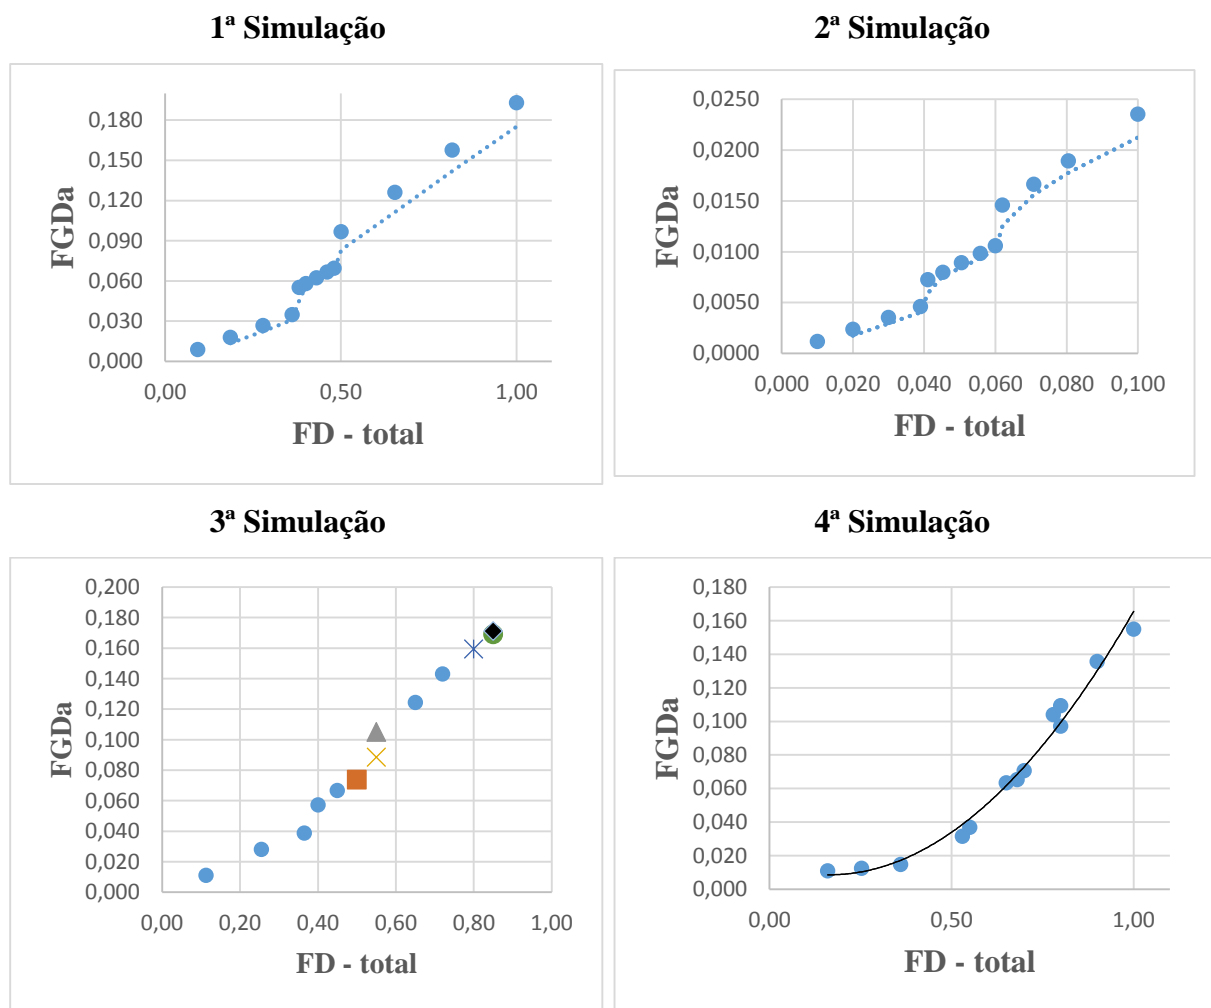 1ª Simulação
2ª Simulação
0,180
0,150
0,120
0,090
0,060
0,030
0,000
FGDa
0,00 0,50 1,00
FD - total
0,0250
0,0200
0,0150
0,0100
0,0050
0,0000
FGDa
0,000 0,020 0,040 0,060 0,080 0,100
FD - total
3ª Simulação
4ª Simulação
0,200
0,180
0,160
0,140
0,120
0,100
0,080
0,060
0,040
0,020
0,000
FGDa
0,00 0,20 0,40 0,60 0,80 1,00
FD - total
0,180
0,160
0,140
0,120
0,100
0,080
0,060
0,040
0,020
0,000
FGDa
0,00 0,50 1,00
FD - total